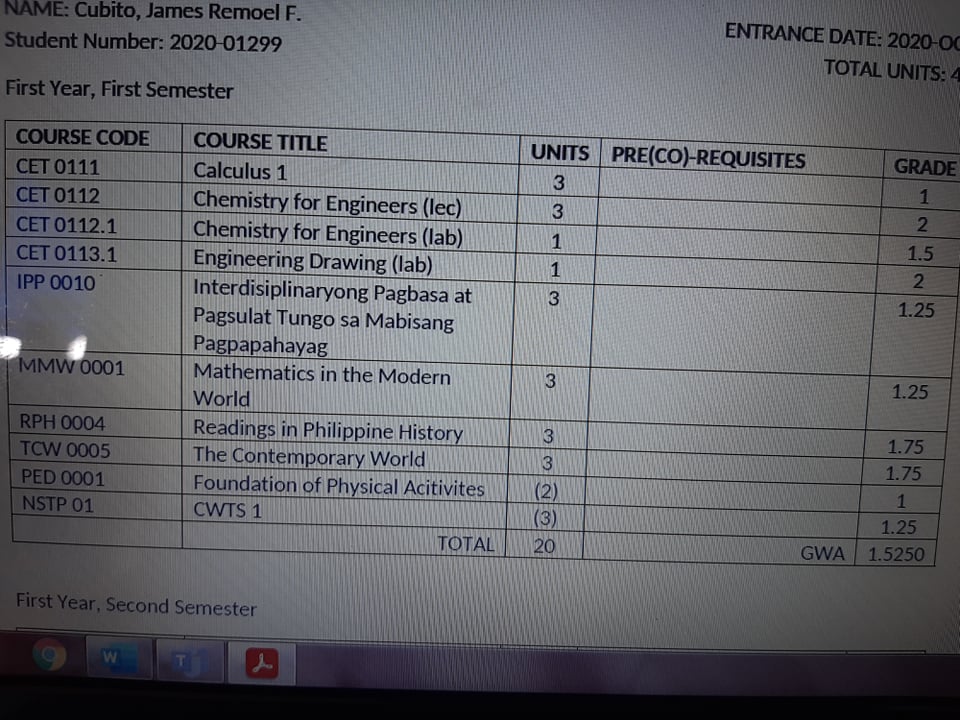 NAME: Cubito, James Remoel F.
Student Number: 2020-01299
ENTRANCE DATE: 2020-
TOTAL UNITS:
First Year, First Semester
COURSE CODE COURSE TITLE UNITS PRE(CO)-REQUISITES GRADE
CET 0111 Calculus 1 3 1
CET 0112 Chemistry for Engineers (lec) 3 2
CET 0112.1 Chemistry for Engineers (lab) 1 1.5
CET 0113.1 Engineering Drawing (lab) 1 2
IPP 0010 Interdisiplinaryong Pagbasa at 3 1.25
Pagsulat Tungo sa Mabisang
Pagpapahayag
MMW 0001 Mathematics in the Modern 3 1.25
World
RPH 0004 Readings in Philippine History 3 1.75
TCW 0005 The Contemporary World 3 1.75
PED 0001 Foundation of Physical Acitivites (2) 1
NSTP 01 CWTS 1 (3) 1.25
TOTAL 20 GWA 1.5250
First Year, Second Semester